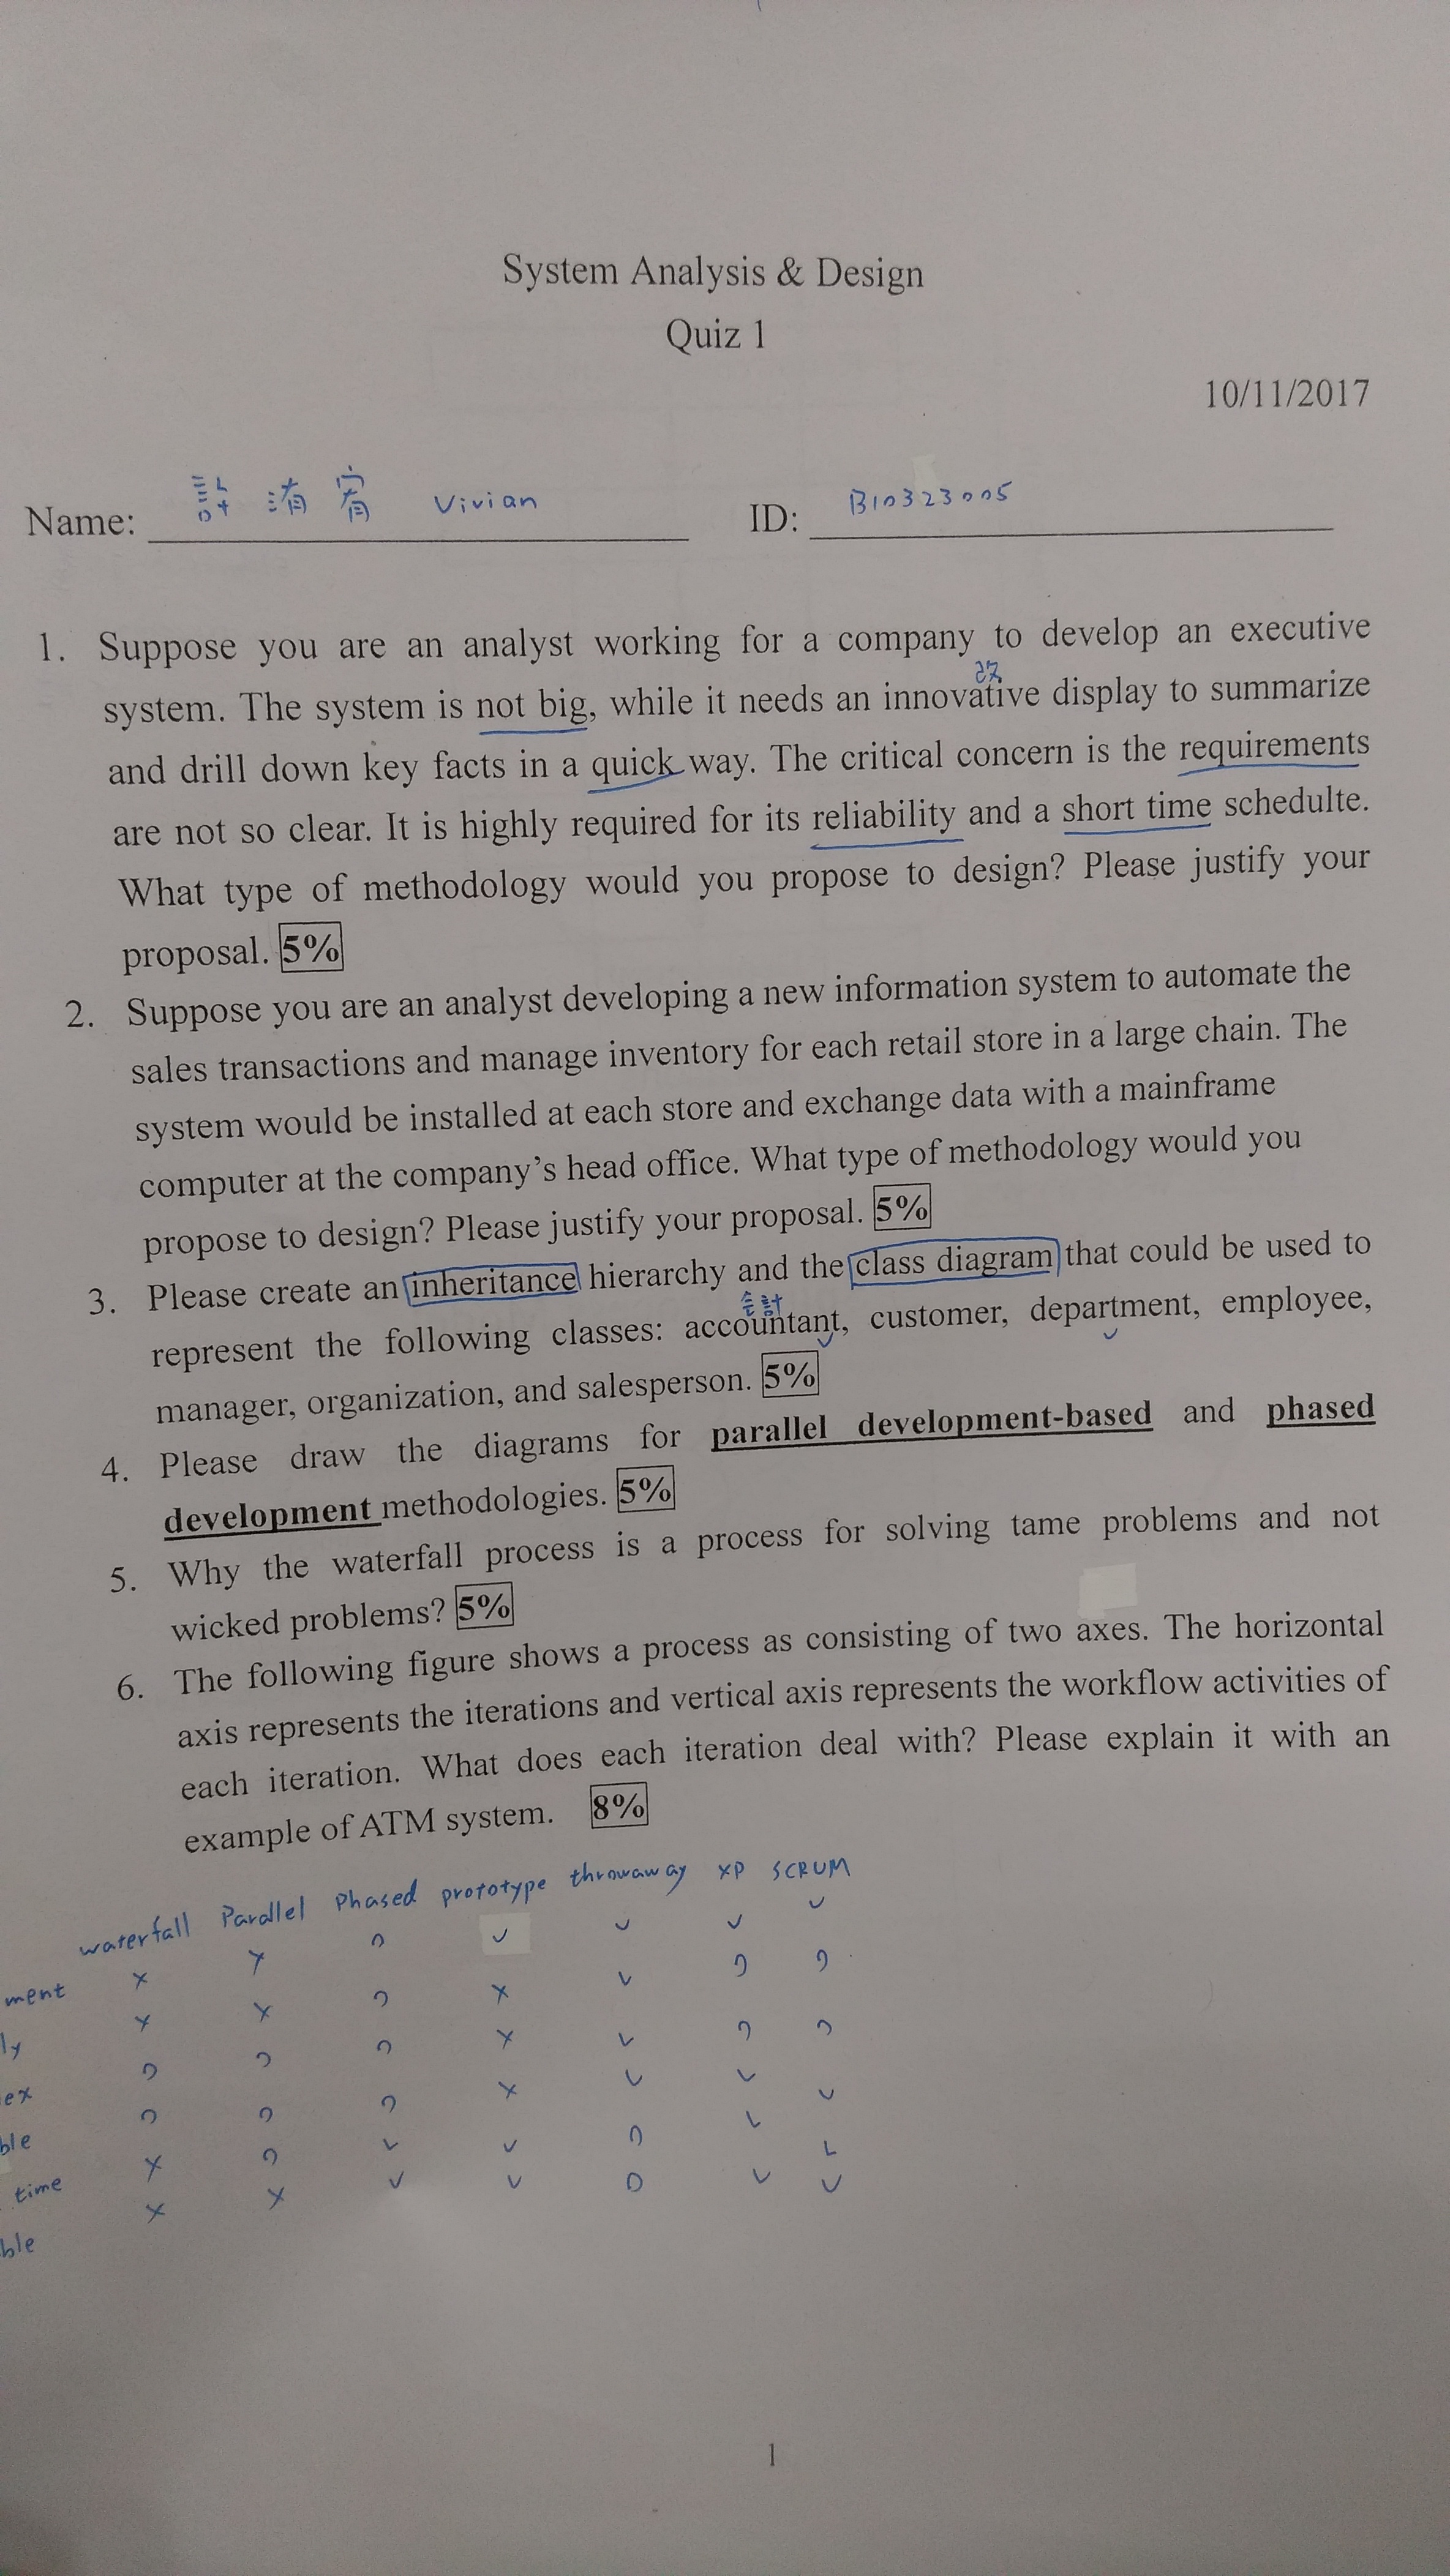 System Analysis & Design
Quiz 1
10/11/2017
Name: 許 Vivian ID: B10323005
1. Suppose you are an analyst working for a company to develop an executive
system. The system is not big, while it needs an innovative display to summarize
and drill down key facts in a quick way. The critical concern is the requirements
are not so clear. It is highly required for its reliability and a short time schedulte.
What type of methodology would you propose to design? Please justify your
proposal. 5%
2. Suppose you are an analyst developing a new information system to automate the
sales transactions and manage inventory for each retail store in a large chain. The
system would be installed at each store and exchange data with a mainframe
computer at the company's head office. What type of methodology would you
propose to design? Please justify your proposal. 5%
3. Please create an inheritance hierarchy and the class diagram that could be used to
會計
represent the following classes: accountant, customer, department, employee,
manager, organization, and salesperson. 5%
4. Please draw the diagrams for parallel development-based and phased
development methodologies. 5%
5. Why the waterfall process is a process for solving tame problems and not
wicked problems? 5%
6. The following figure shows a process as consisting of two axes. The horizontal
axis represents the iterations and vertical axis represents the workflow activities of
each iteration. What does each iteration deal with? Please explain it with an
example of ATM system. 8%
waterfall Parallel Phased prototype throwaway XP SCRUM
ment
ly
ex
ble
time
ble
1